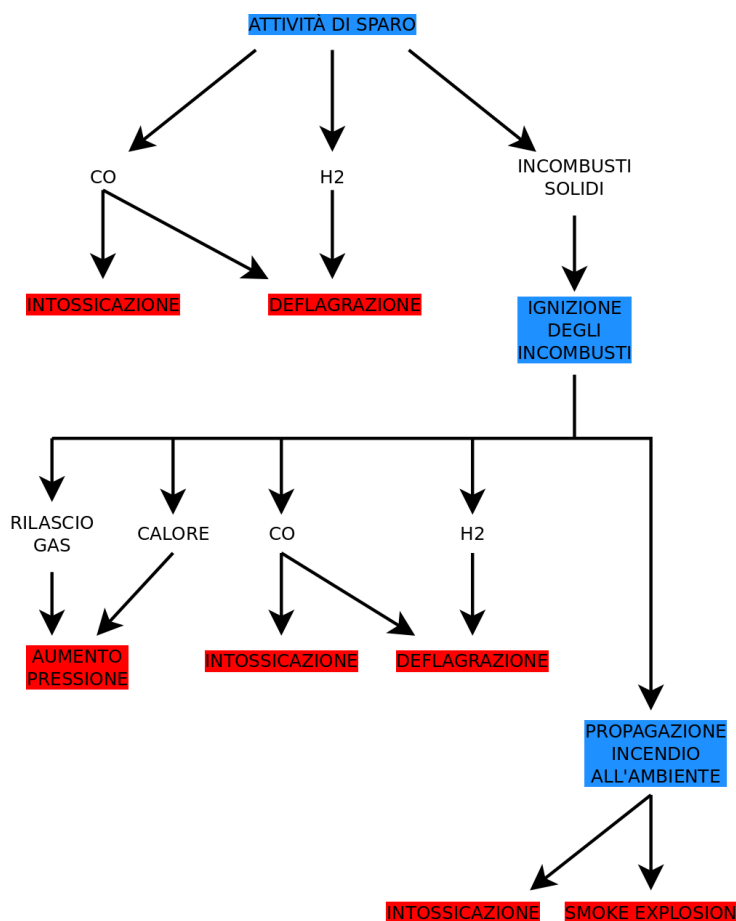 ATTIVITÀ DI SPARO
CO
H2
INCOMBUSTI
SOLIDI
INTOSSICAZIONE
DEFLAGRAZIONE
IGNIZIONE
DEGLI
INCOMBUSTI
RILASCIO
GAS
CALORE
CO
H2
AUMENTO
PRESSIONE
INTOSSICAZIONE
DEFLAGRAZIONE
PROPAGAZIONE
INCENDIO
ALL'AMBIENTE
INTOSSICAZIONE
SMOKE EXPLOSION